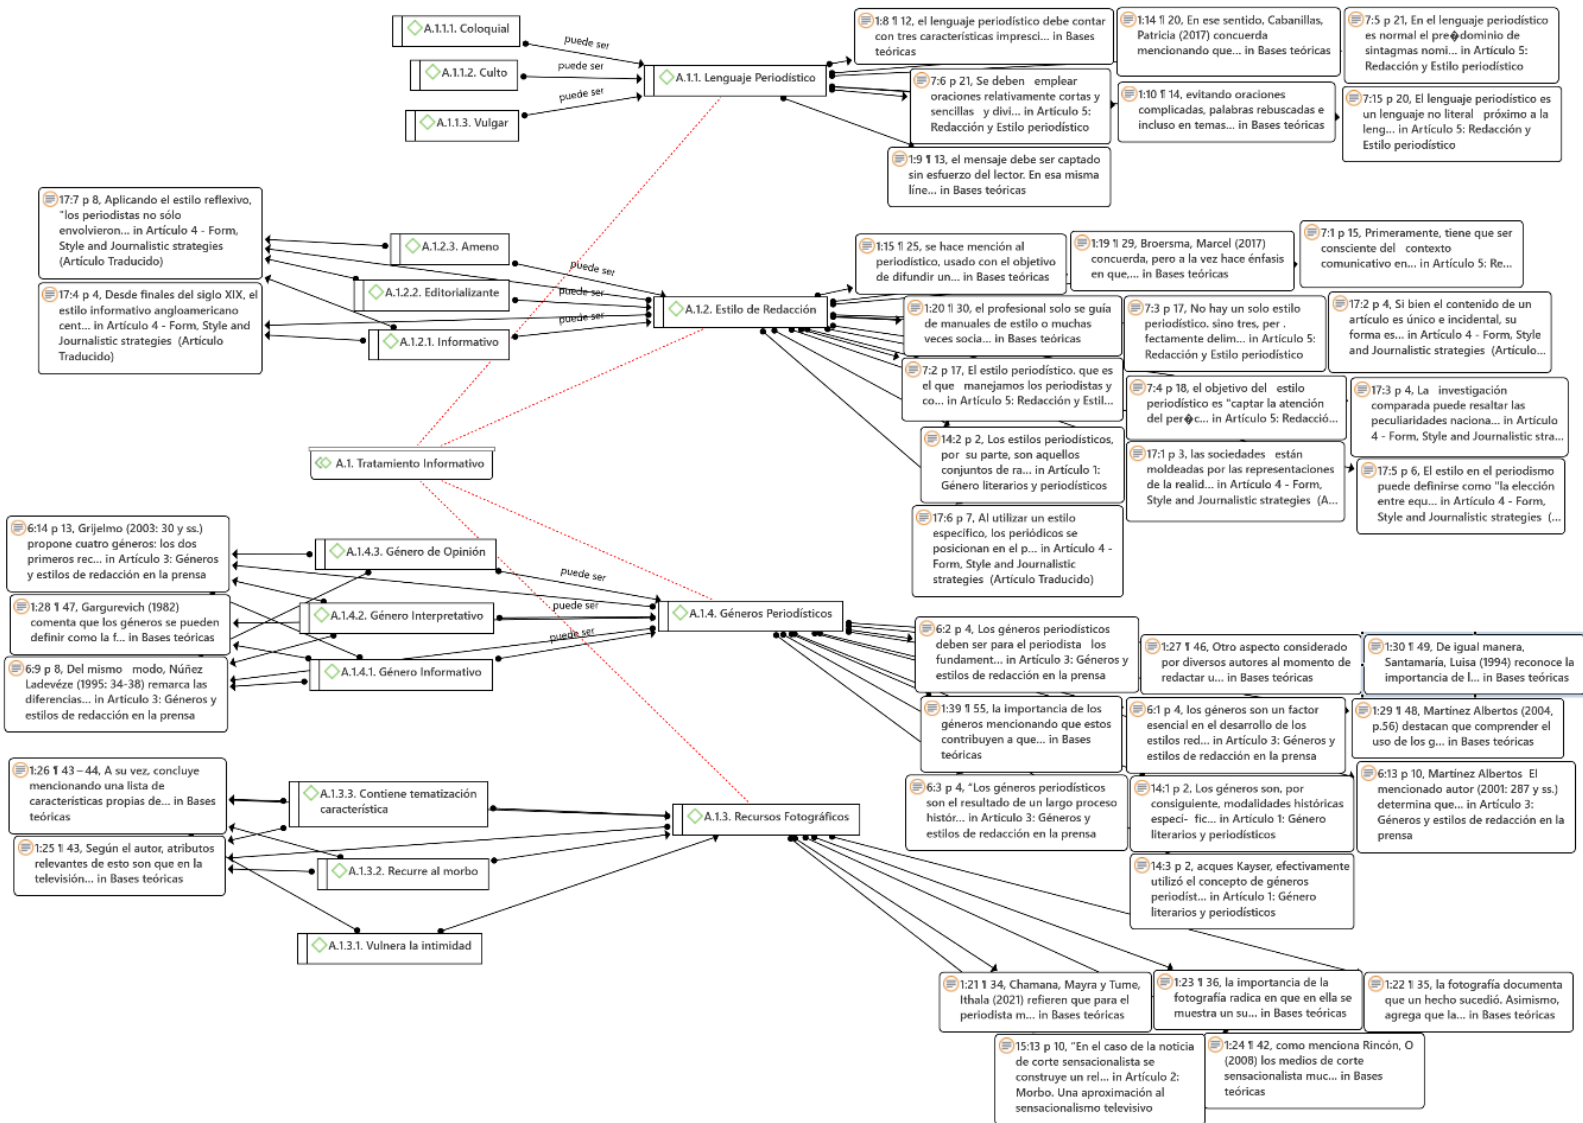 A.1.1.1. Coloquial
A.1.1.2. Culto
A.1.1.3. Vulgar
puede ser
puede ser
puede ser
A.1.1. Lenguaje Periodístico
1:8 ¶ 12, el lenguaje periodístico debe contar
con tres características impresci... in Bases
teóricas
1:14 ¶ 20, En ese sentido, Cabanillas,
Patricia (2017) concuerda
mencionando que... in Bases teóricas
7:5 p 21, En el lenguaje periodístico
es normal el pre�dominio de
sintagmas nomi... in Artículo 5:
Redacción y Estilo periodístico
7:6 p 21, Se deben emplear
oraciones relativamente cortas y
sencillas y divi... in Artículo 5:
Redacción y Estilo periodístico
1:10 ¶ 14, evitando oraciones
complicadas, palabras rebuscadas e
incluso en temas... in Bases teóricas
7:15 p 20, El lenguaje periodístico es
un lenguaje no literal próximo a la
leng... in Artículo 5: Redacción y
Estilo periodístico
1:9 ¶ 13, el mensaje debe ser captado
sin esfuerzo del lector. En esa misma
líne... in Bases teóricas
17:7 p 8, Aplicando el estilo reflexivo,
"los periodistas no sólo
envolvieron... in Artículo 4 - Form,
Style and Journalistic strategies
(Artículo Traducido)
17:4 p 4, Desde finales del siglo XIX, el
estilo informativo angloamericano
cent... in Artículo 4 - Form, Style and
Journalistic strategies (Artículo
Traducido)
A.1.2.3. Ameno
A.1.2.2. Editorializante
A.1.2.1. Informativo
puede ser
puede ser
puede ser
A.1.2. Estilo de Redacción
1:15 ¶ 25, se hace mención al
periodístico, usado con el objetivo
de difundir un... in Bases teóricas
1:19 ¶ 29, Broersma, Marcel (2017)
concuerda, pero a la vez hace énfasis
en que,... in Bases teóricas
7:1 p 15, Primeramente, tiene que ser
consciente del contexto
comunicativo en... in Artículo 5: Re...
1:20 ¶ 30, el profesional solo se guía
de manuales de estilo o muchas
veces socia... in Bases teóricas
7:3 p 17, No hay un solo estilo
periodístico. sino tres, per .
fectamente delim... in Artículo 5:
Redacción y Estilo periodístico
17:2 p 4, Si bien el contenido de un
artículo es único e incidental, su
forma es... in Artículo 4 - Form, Style
and Journalistic strategies (Artículo...
7:2 p 17, El estilo periodístico. que es
el que manejamos los periodistas y
co... in Artículo 5: Redacción y Estil...
7:4 p 18, el objetivo del estilo
periodístico es "captar la atención
del per�c... in Artículo 5: Redacció...
17:3 p 4, La investigación
comparada puede resaltar las
peculiaridades naciona... in Artículo
4 - Form, Style and Journalistic stra...
14:2 p 2, Los estilos periodísticos,
por su parte, son aquellos
conjuntos de ra... in Artículo 1:
Género literarios y periodísticos
17:1 p 3, las sociedades están
moldeadas por las representaciones
de la realid... in Artículo 4 - Form,
Style and Journalistic strategies (A...
17:5 p 6, El estilo en el periodismo
puede definirse como "la elección
entre equ... in Artículo 4 - Form,
Style and Journalistic strategies (...
17:6 p 7, Al utilizar un estilo
específico, los periódicos se
posicionan en el p... in Artículo 4 -
Form, Style and Journalistic
strategies (Artículo Traducido)
A.1. Tratamiento Informativo
6:14 p 13, Grijelmo (2003: 30 y ss.)
propone cuatro géneros: los dos
primeros rec... in Artículo 3: Géneros
y estilos de redacción en la prensa
1:28 ¶ 47, Gargurevich (1982)
comenta que los géneros se pueden
definir como la f... in Bases teóricas
6:9 p 8, Del mismo modo, Núñez
Ladevéze (1995: 34-38) remarca las
diferencias... in Artículo 3: Géneros y
estilos de redacción en la prensa
A.1.4.3. Género de Opinión
A.1.4.2. Género Interpretativo
A.1.4.1. Género Informativo
puede ser
puede ser
puede ser
A.1.4. Géneros Periodísticos
6:2 p 4, Los géneros periodísticos
deben ser para el periodista los
fundament... in Artículo 3: Géneros y
estilos de redacción en la prensa
1:27 ¶ 46, Otro aspecto considerado
por diversos autores al momento de
redactar u... in Bases teóricas
1:30 ¶ 49, De igual manera,
Santamaría, Luisa (1994) reconoce la
importancia de l... in Bases teóricas
1:39 ¶ 55, la importancia de los
géneros mencionando que estos
contribuyen a que... in Bases
teóricas
6:1 p 4, los géneros son un factor
esencial en el desarrollo de los
estilos red... in Artículo 3: Géneros y
estilos de redacción en la prensa
1:29 ¶ 48, Martínez Albertos (2004,
p.56) destacan que comprender el
uso de los g... in Bases teóricas
6:3 p 4, "Los géneros periodísticos
son el resultado de un largo proceso
histór... in Artículo 3: Géneros y
estilos de redacción en la prensa
14:1 p 2, Los géneros son, por
consiguiente, modalidades históricas
especí- fic... in Artículo 1: Género
literarios y periodísticos
6:13 p 10, Martínez Albertos El
mencionado autor (2001: 287 y ss.)
determina que... in Artículo 3:
Géneros y estilos de redacción en la
prensa
14:3 p 2, acques Kayser, efectivamente
utilizó el concepto de géneros
periodíst... in Artículo 1: Género
literarios y periodísticos
1:26 ¶ 43 – 44, A su vez, concluye
mencionando una lista de
características propias de... in Bases
teóricas
1:25 ¶ 43, Según el autor, atributos
relevantes de esto son que en la
televisión... in Bases teóricas
A.1.3.3. Contiene tematización
característica
A.1.3.2. Recurre al morbo
A.1.3.1. Vulnera la intimidad
A.1.3. Recursos Fotográficos
1:21 ¶ 34, Chamana, Mayra y Tume,
Ithala (2021) refieren que para el
periodista m... in Bases teóricas
1:23 ¶ 36, la importancia de la
fotografía radica en que en ella se
muestra un su... in Bases teóricas
1:22 ¶ 35, la fotografía documenta
que un hecho sucedió. Asimismo,
agrega que la... in Bases teóricas
15:13 p 10, "En el caso de la noticia
de corte sensacionalista se
construye un rel... in Artículo 2:
Morbo. Una aproximación al
sensacionalismo televisivo
1:24 ¶ 42, como menciona Rincón, O
(2008) los medios de corte
sensacionalista muc... in Bases
teóricas